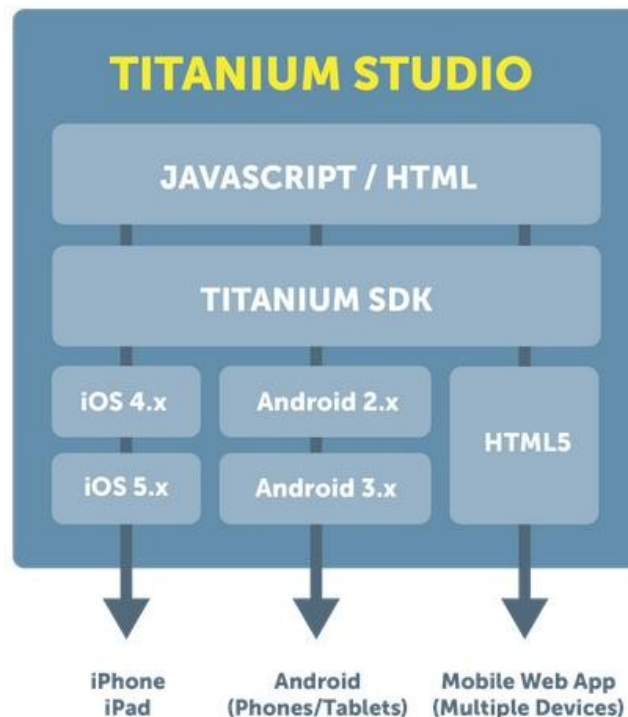 TITANIUM STUDIO
JAVASCRIPT / HTML
TITANIUM SDK
iOS 4.x
Android 2.x
HTML5
iOS 5.x
Android 3.x
iPhone
iPad
Android
(Phones/Tablets)
Mobile Web App
(Multiple Devices)